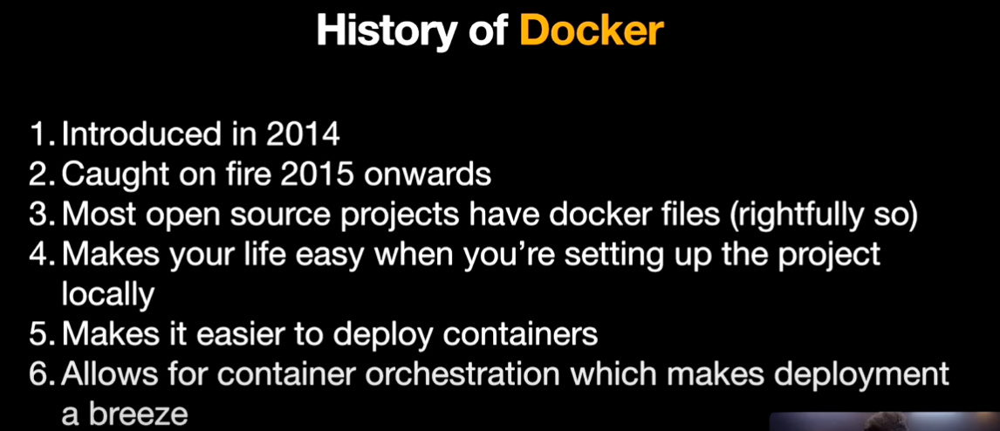 History of Docker
1. Introduced in 2014
2. Caught on fire 2015 onwards
3. Most open source projects have docker files (rightfully so)
4. Makes your life easy when you’re setting up the project
locally
5. Makes it easier to deploy containers
6. Allows for container orchestration which makes deployment
a breeze